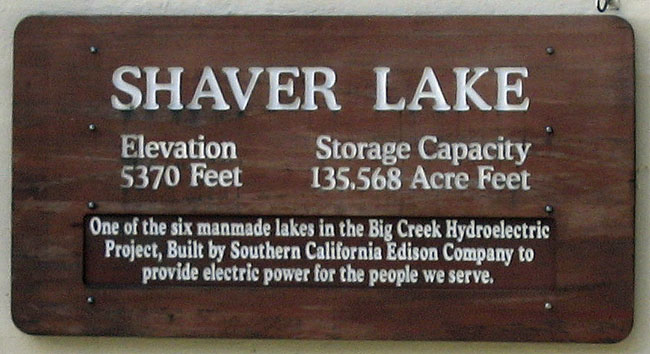 SHAVER LAKE
Elevation Storage Capacity
5370 Feet 135,568 Acre Feet
One of the six manmade lakes in the Big Creek Hydroelectric
Project, Built by Southern California Edison Company to
provide electric power for the people we serve.